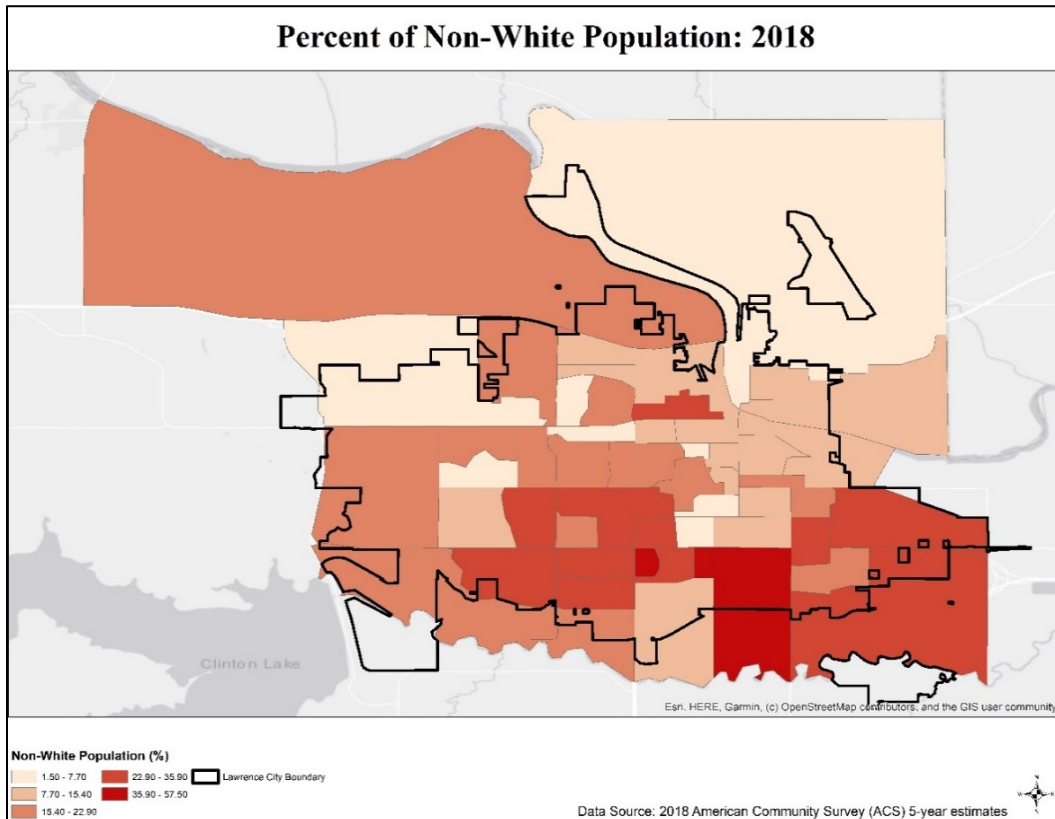 Percent of Non-White Population: 2018
Clinton Lake
Esri, HERE, Garmin, (c) OpenStreetMap contributors, and the GIS user community
Non-White Population (%)
1.50 - 7.70
22.90 - 35.90
Lawrence City Boundary
7.70 - 15.40
35.90 - 57.50
15.40 - 22.90
Data Source: 2018 American Community Survey (ACS) 5-year estimates